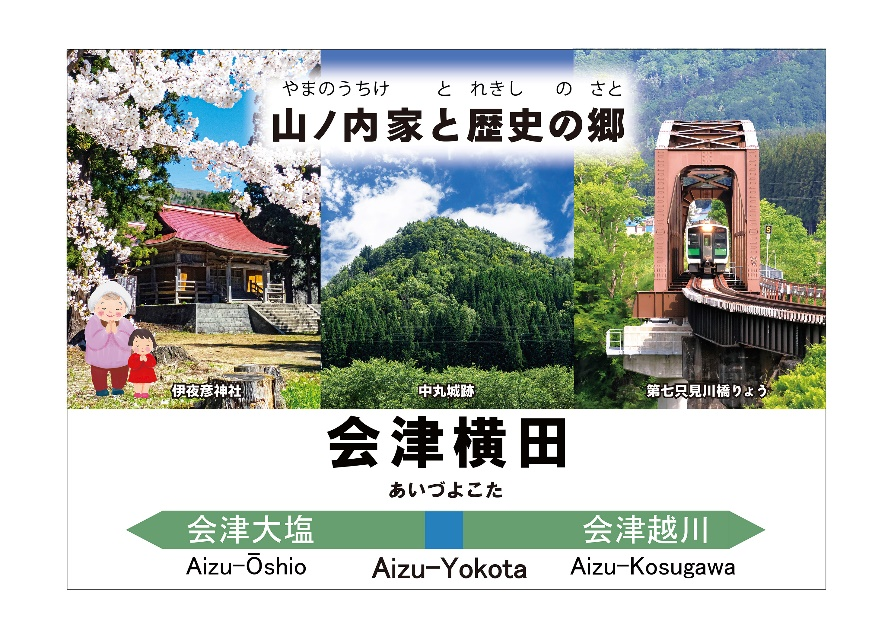 やまのうちけ と れきし の さと
山ノ内家と歴史の郷
伊夜彦神社
中丸城跡
第七只見川橋りょう
会津横田
あいづよこた
会津大塩 会津越川
Aizu-Ōshio Aizu-Yokota Aizu-Kosugawa